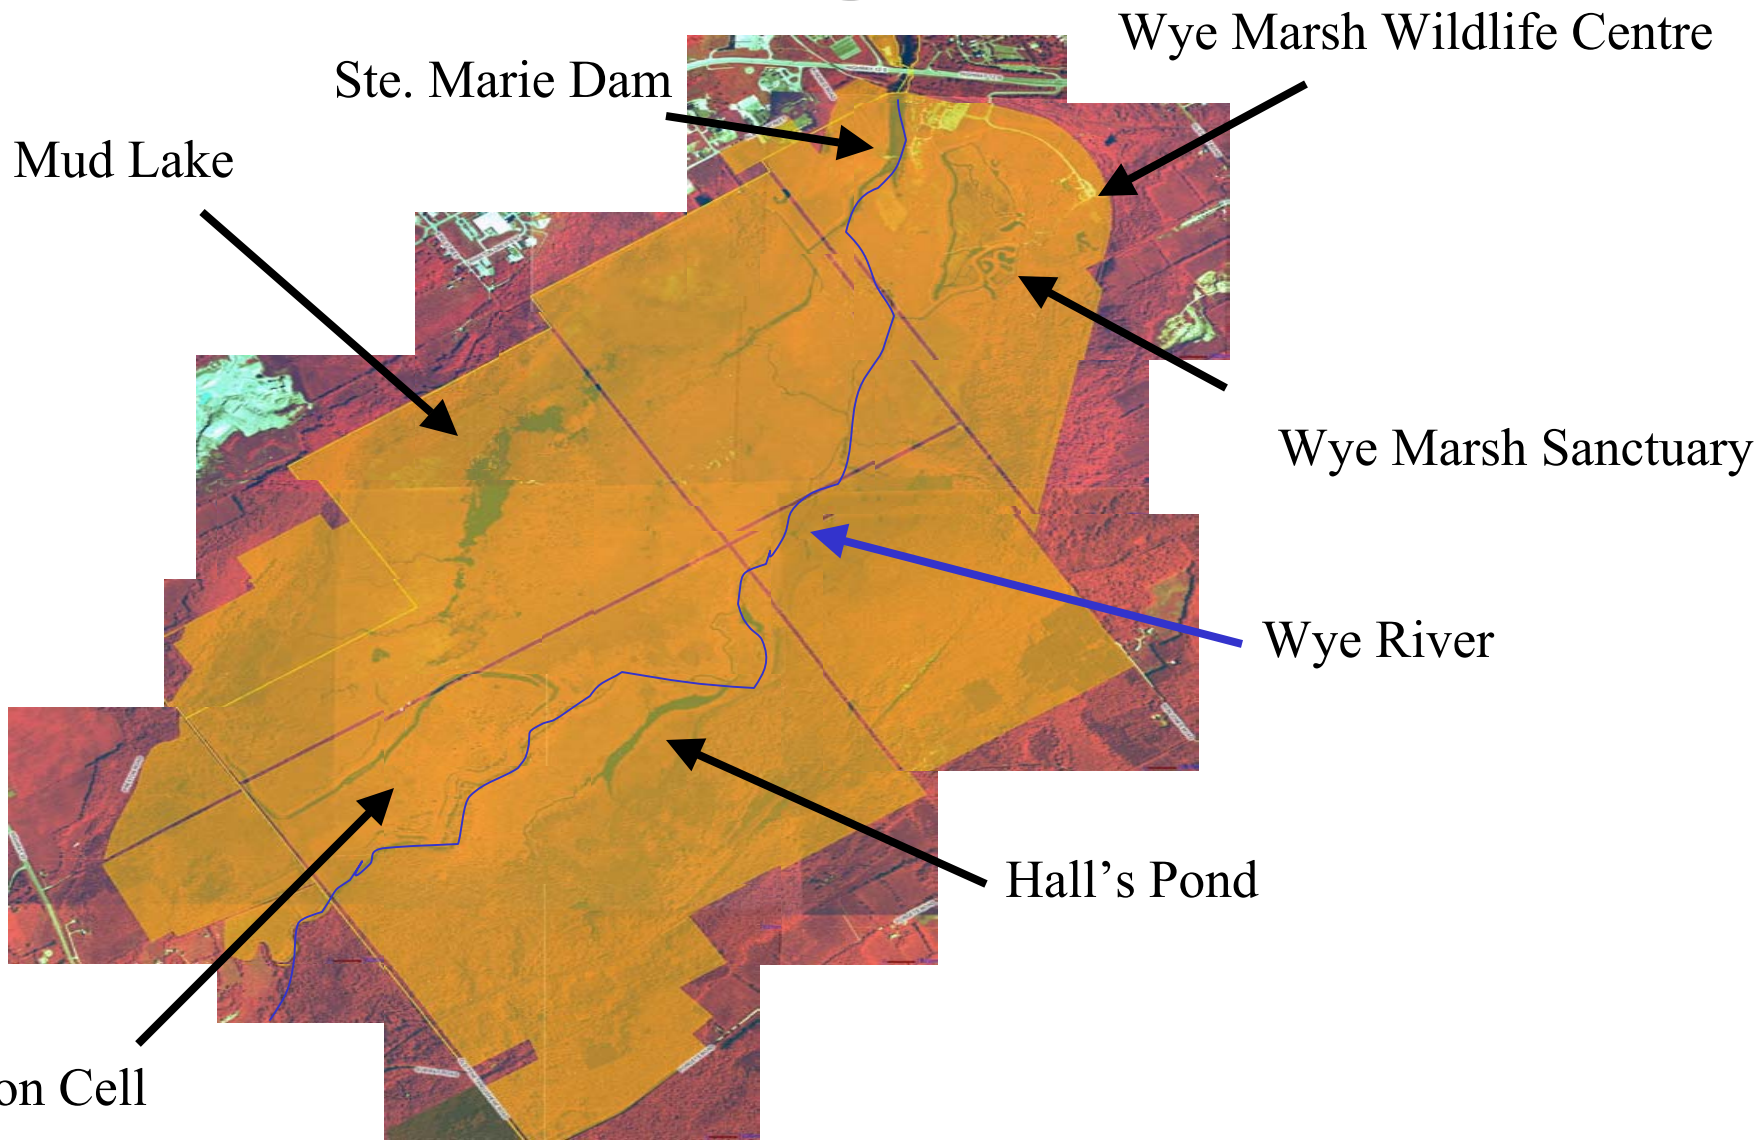 Wye Marsh Wildlife Centre
Ste. Marie Dam
Mud Lake
Wye Marsh Sanctuary
Wye River
Hall’s Pond
on Cell